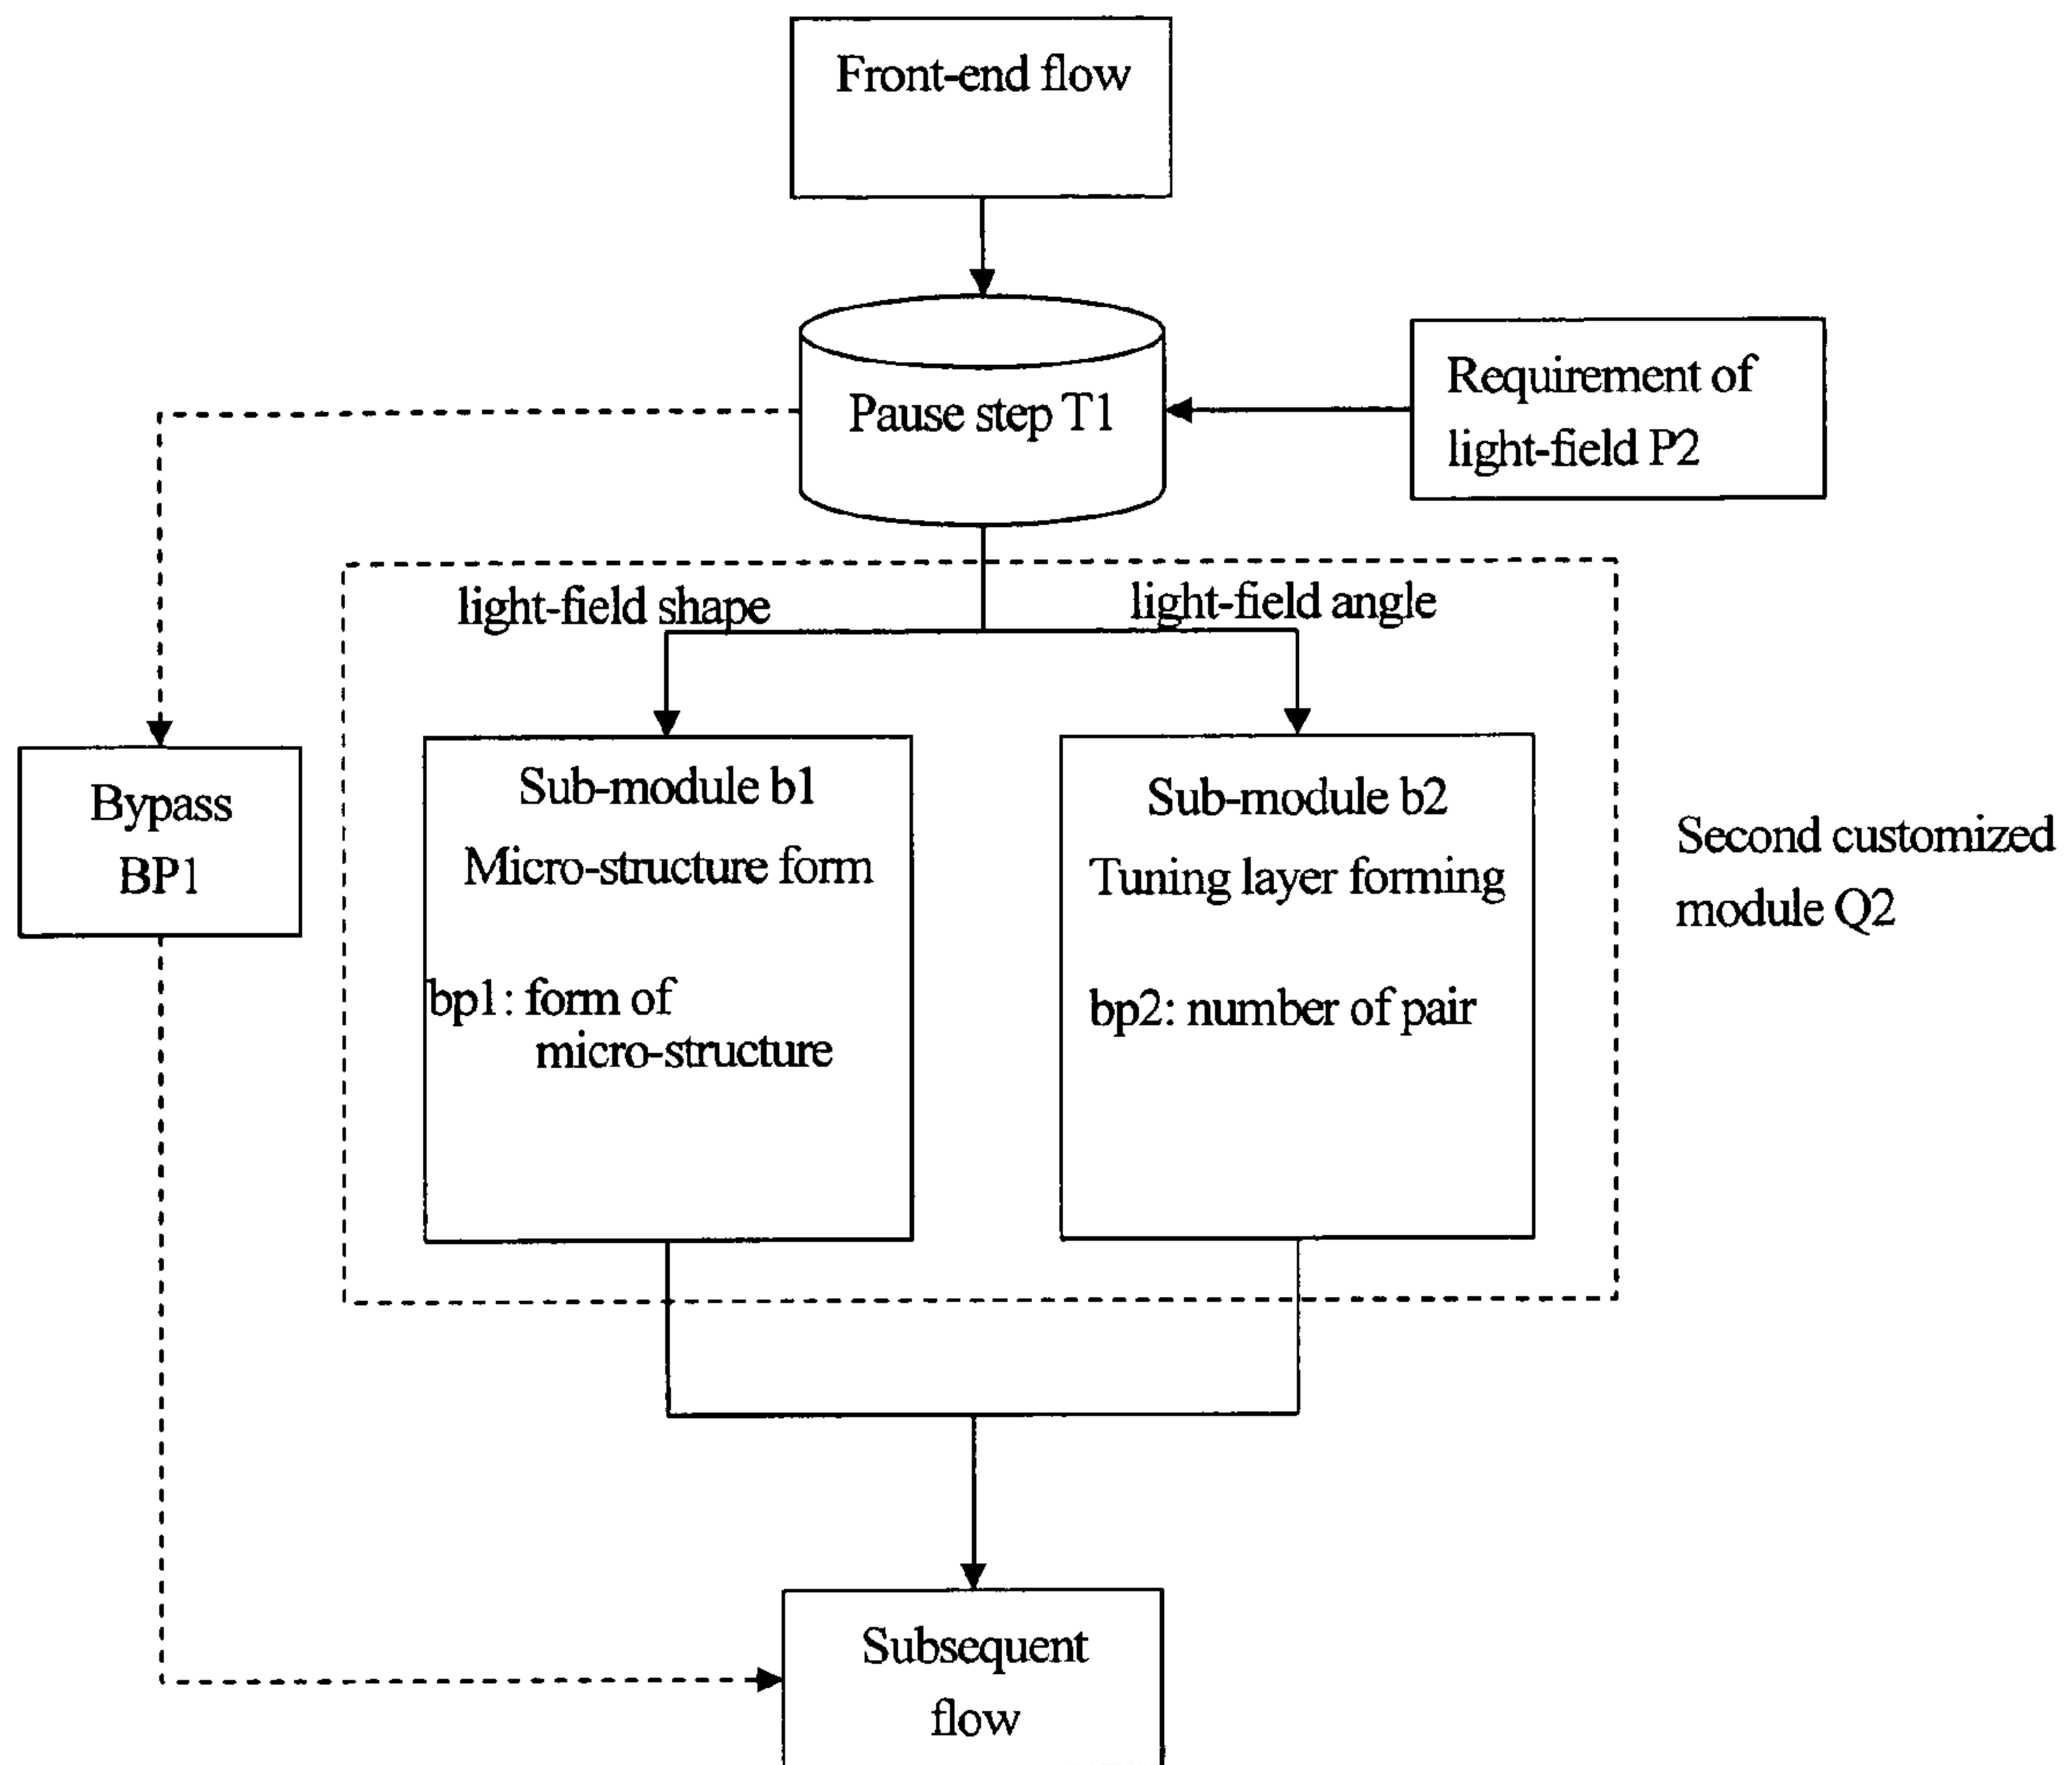 Front-end flow
Pause step T1
Requirement of
light-field P2
light-field shape
light-field angle
Bypass
BP1
Sub-module b1
Micro-structure form
bp1: form of
micro-structure
Sub-module b2
Tuning layer forming
bp2: number of pair
Second customized
module Q2
Subsequent
flow